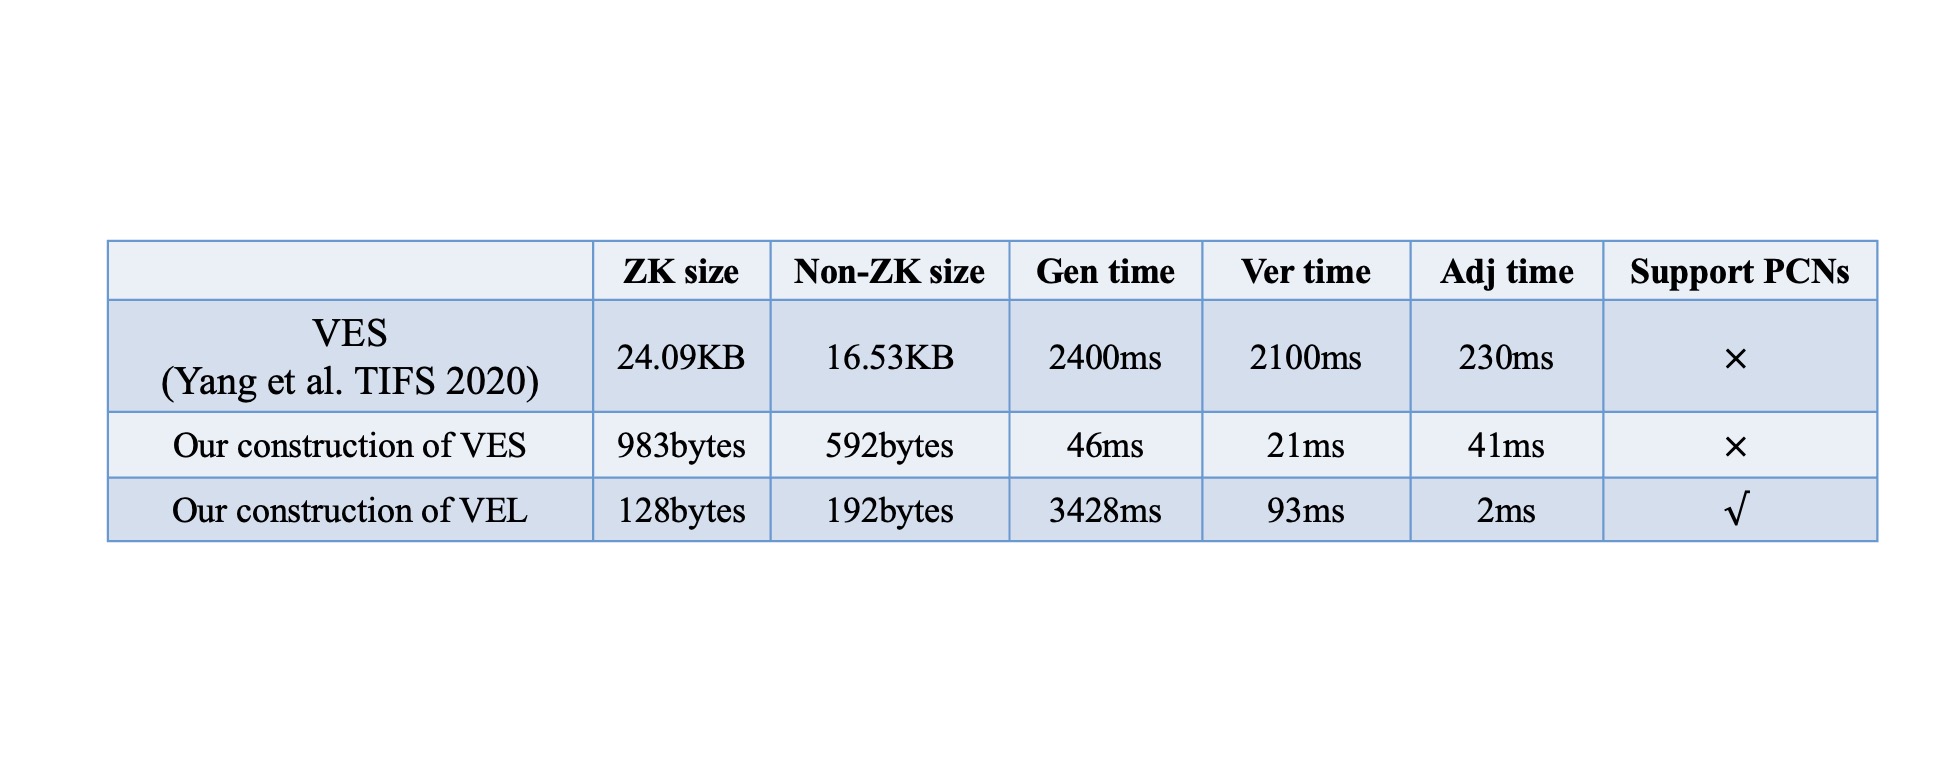 ZK size Non-ZK size Gen time Ver time Adj time Support PCNs
VES
(Yang et al. TIFS 2020) 24.09KB 16.53KB 2400ms 2100ms 230ms ×
Our construction of VES 983bytes 592bytes 46ms 21ms 41ms ×
Our construction of VEL 128bytes 192bytes 3428ms 93ms 2ms √